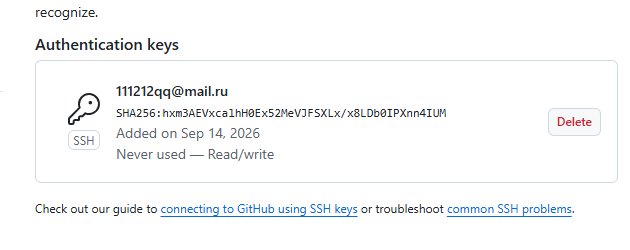 recognize.
Authentication keys
111212qq@mail.ru
SHA256:hxm3AEVxca1hH0Ex52MeVJFSXLx/x8LDb0IPXnn4IUM
Added on Sep 14, 2026
SSH
Never used — Read/write
Delete
Check out our guide to connecting to GitHub using SSH keys or troubleshoot common SSH problems.